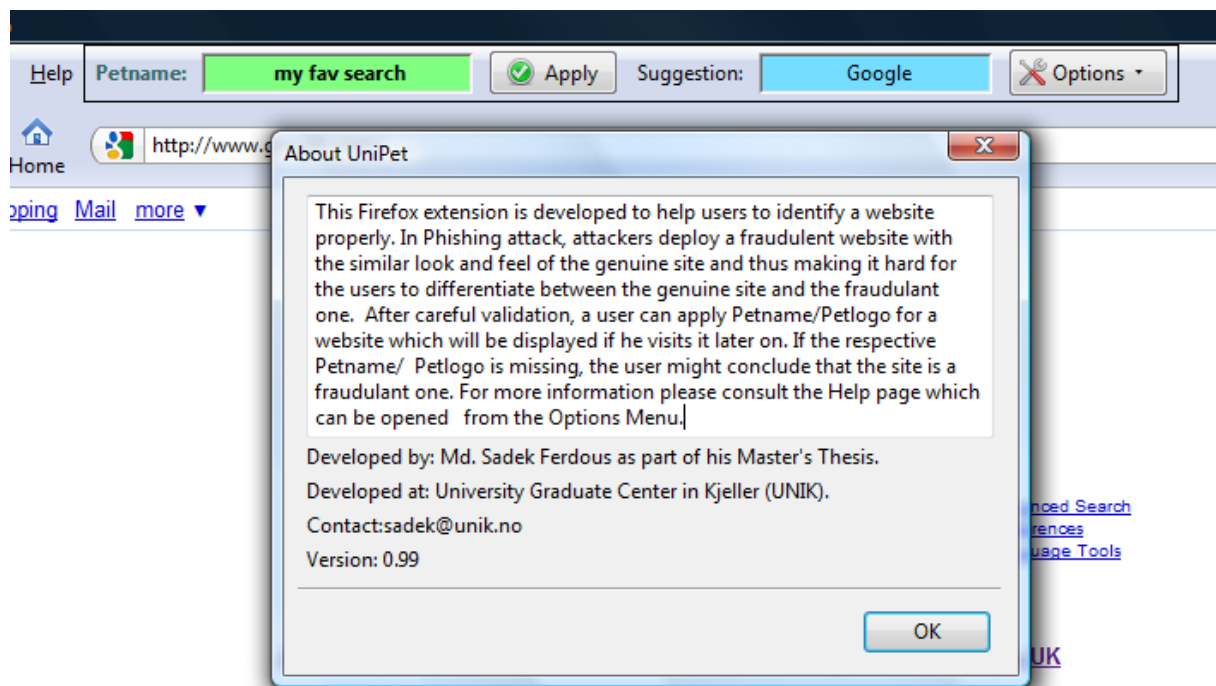 Help Petname: my fav search Apply Suggestion: Google Options
Home http://www.g
About UniPet
pping Mail more ▼
This Firefox extension is developed to help users to identify a website
properly. In Phishing attack, attackers deploy a fraudulent website with
the similar look and feel of the genuine site and thus making it hard for
the users to differentiate between the genuine site and the fraudulant
one.  After careful validation, a user can apply Petname/Petlogo for a
website which will be displayed if he visits it later on. If the respective
Petname/  Petlogo is missing, the user might conclude that the site is a
fraudulant one. For more information please consult the Help page which
can be opened   from the Options Menu.
Developed by: Md. Sadek Ferdous as part of his Master's Thesis.
Developed at: University Graduate Center in Kjeller (UNIK).
Contact:sadek@unik.no
Version: 0.99
OK
nced Search
rences
uage Tools
UK